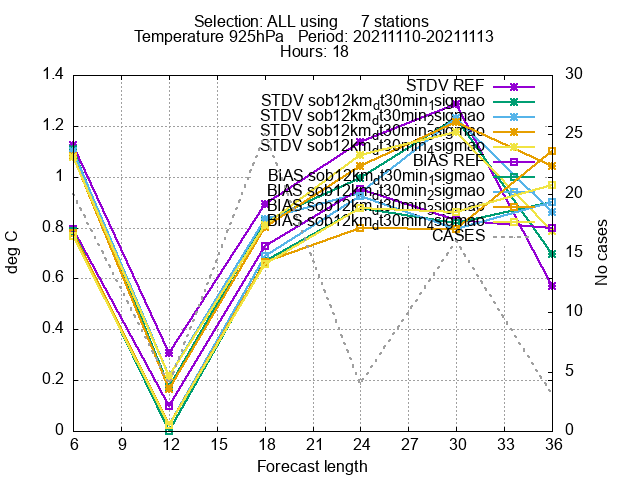 Selection: ALL using 7 stations
Temperature 925hPa Period: 20211110-20211113
Hours: 18
1.4
1.2
1
0.8
0.6
0.4
0.2
0
deg C
30
25
20
15
10
5
0
No cases
STDV REF
STDV sob12km_dt30min_1sigmao
STDV sob12km_dt30min_2sigmao
STDV sob12km_dt30min_3sigmao
STDV sob12km_dt30min_4sigmao
BIAS REF
BIAS sob12km_dt30min_1sigmao
BIAS sob12km_dt30min_2sigmao
BIAS sob12km_dt30min_3sigmao
BIAS sob12km_dt30min_4sigmao
CASES
6 9 12 15 18 21 24 27 30 33 36
Forecast length